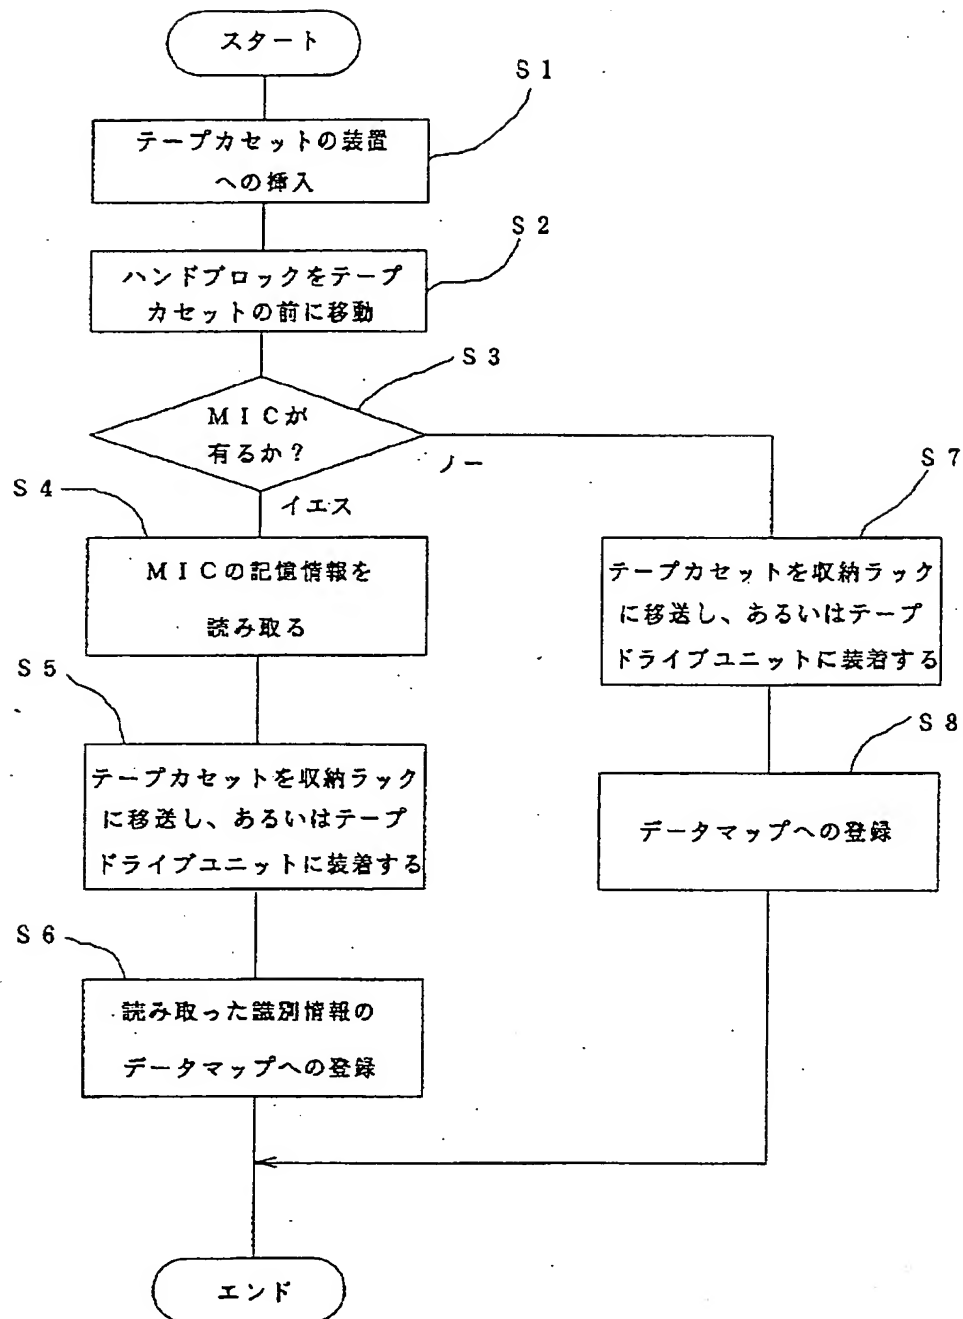 スタート
S 1
テープカセットの装置
への挿入
S 2
ハンドブロックをテープ
カセットの前に移動
S 3
MICが
有るか?
ノー
イエス
S 4
MICの記憶情報を
読み取る
S 5
テープカセットを収納ラック
に移送し、あるいはテープ
ドライブユニットに装着する
S 6
読み取った識別情報の
データマップへの登録
S 7
テープカセットを収納ラック
に移送し、あるいはテープ
ドライブユニットに装着する
S 8
データマップへの登録
エンド